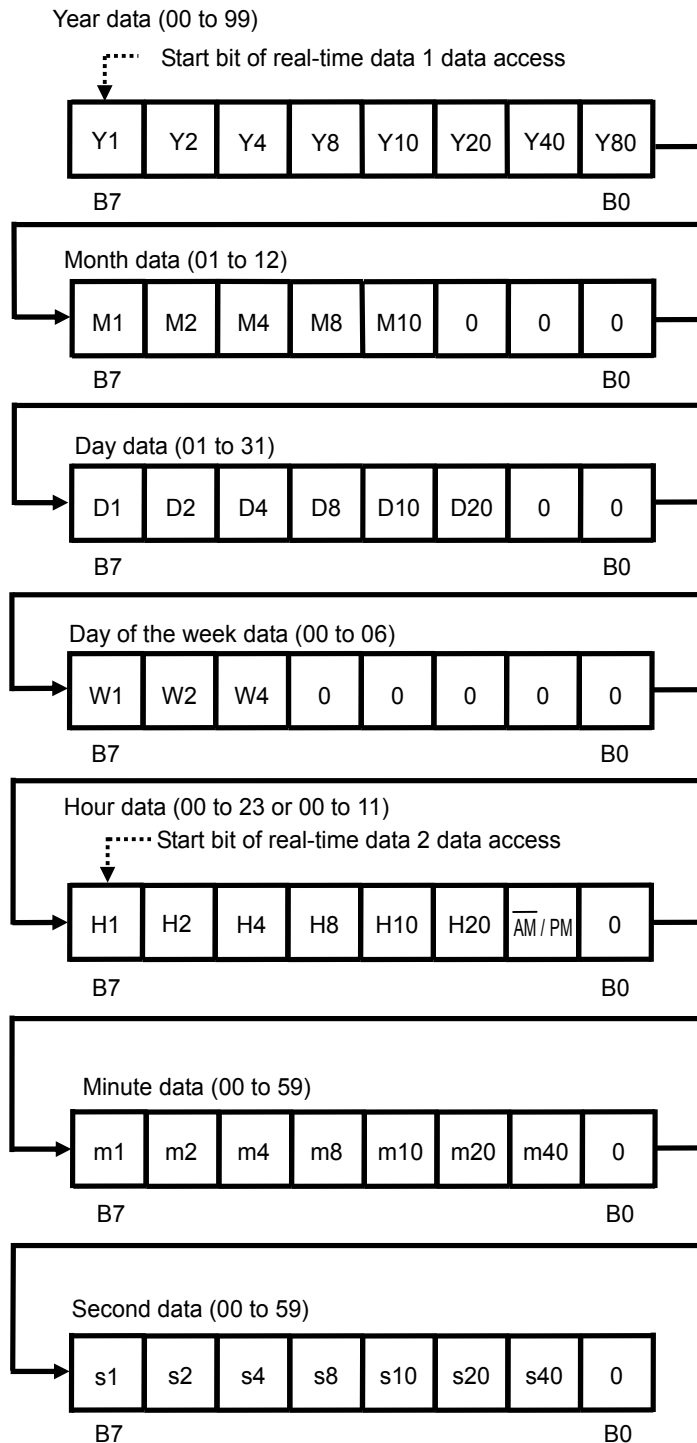 Year data (00 to 99)
Start bit of real-time data 1 data access
Y1 Y2 Y4 Y8 Y10 Y20 Y40 Y80
B7 B0
Month data (01 to 12)
M1 M2 M4 M8 M10 0 0 0
B7 B0
Day data (01 to 31)
D1 D2 D4 D8 D10 D20 0 0
B7 B0
Day of the week data (00 to 06)
W1 W2 W4 0 0 0 0 0
B7 B0
Hour data (00 to 23 or 00 to 11)
Start bit of real-time data 2 data access
H1 H2 H4 H8 H10 H20 A̅M̅ / PM 0
B7 B0
Minute data (00 to 59)
m1 m2 m4 m8 m10 m20 m40 0
B7 B0
Second data (00 to 59)
s1 s2 s4 s8 s10 s20 s40 0
B7 B0